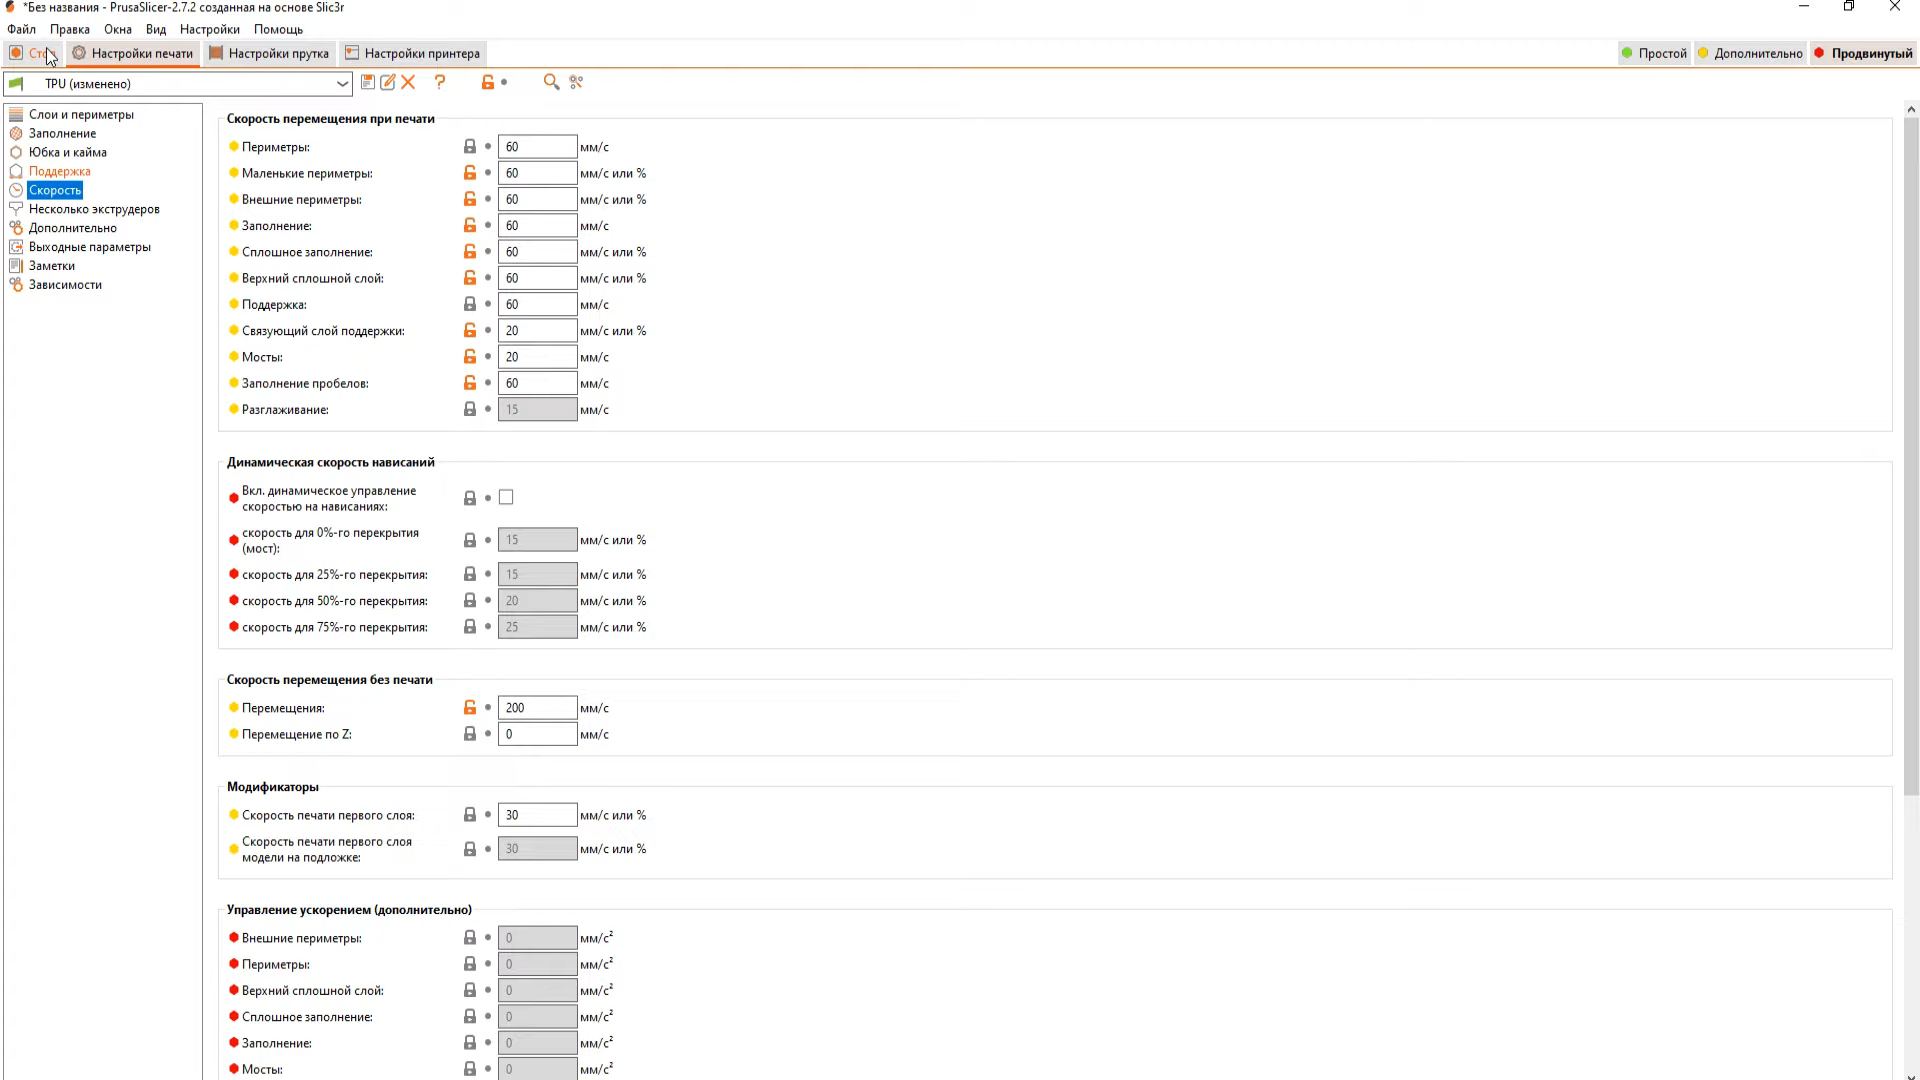 *Без названия - PrusaSlicer-2.7.2 созданная на основе Slic3r
Файл Правка Окна Вид Настройки Помощь
Настройки печати Настройки прутка Настройки принтера Простой Дополнительно Продвинутый
TPU (изменено) ?
Слои и периметры
Заполнение
Юбка и кайма
Поддержка
Скорость
Несколько экструдеров
Дополнительно
Выходные параметры
Заметки
Зависимости
Скорость перемещения при печати
Периметры: 60 мм/с
Маленькие периметры: 60 мм/с или %
Внешние периметры: 60 мм/с или %
Заполнение: 60 мм/с
Сплошное заполнение: 60 мм/с или %
Верхний сплошной слой: 60 мм/с или %
Поддержка: 60 мм/с
Связующий слой поддержки: 20 мм/с или %
Мосты: 20 мм/с
Заполнение пробелов: 60 мм/с
Разглаживание: 15 мм/с
Динамическая скорость нависаний
Вкл. динамическое управление
скоростью на нависаниях:
скорость для 0%-го перекрытия
(мост): 15 мм/с или %
скорость для 25%-го перекрытия: 15 мм/с или %
скорость для 50%-го перекрытия: 20 мм/с или %
скорость для 75%-го перекрытия: 25 мм/с или %
Скорость перемещения без печати
Перемещения: 200 мм/с
Перемещение по Z: 0 мм/с
Модификаторы
Скорость печати первого слоя: 30 мм/с или %
Скорость печати первого слоя
модели на подложке: 30 мм/с или %
Управление ускорением (дополнительно)
Внешние периметры: 0 мм/с²
Периметры: 0 мм/с²
Верхний сплошной слой: 0 мм/с²
Сплошное заполнение: 0 мм/с²
Заполнение: 0 мм/с²
Мосты: 0 мм/с²